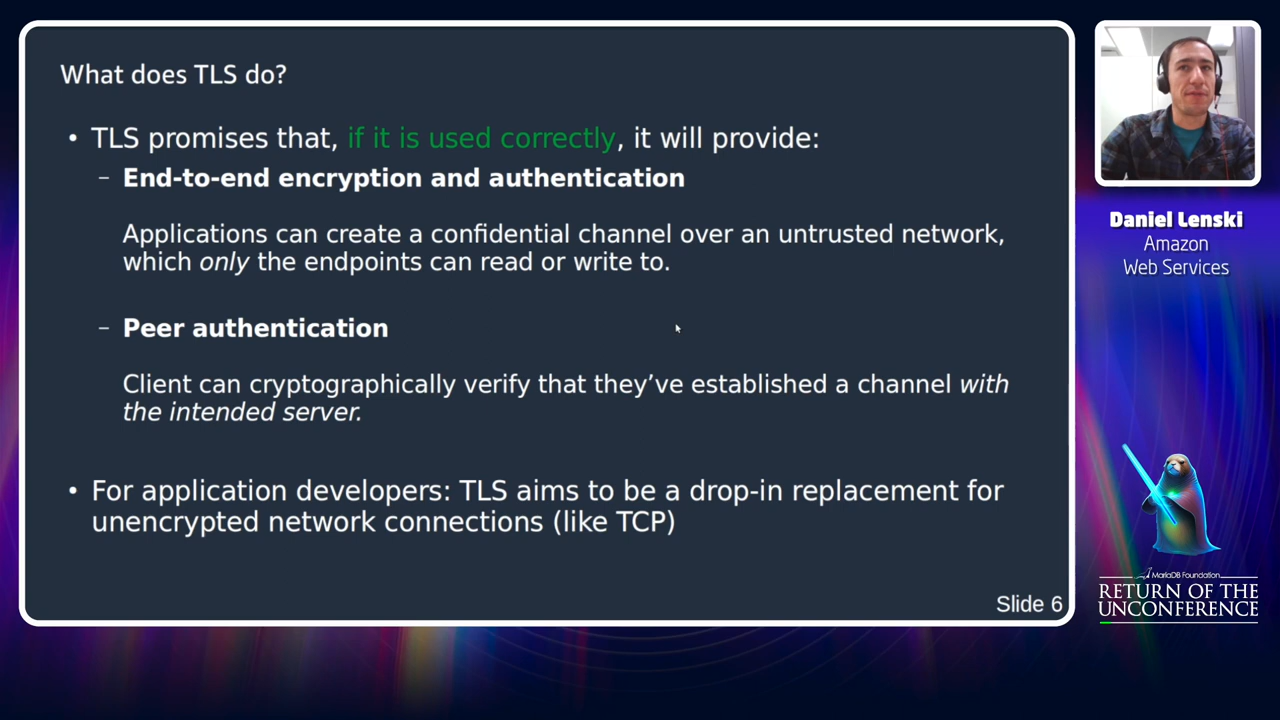 What does TLS do?
• TLS promises that, if it is used correctly, it will provide:
– End-to-end encryption and authentication
Applications can create a confidential channel over an untrusted network,
which only the endpoints can read or write to.
– Peer authentication
Client can cryptographically verify that they’ve established a channel with
the intended server.
• For application developers: TLS aims to be a drop-in replacement for
unencrypted network connections (like TCP)
Slide 6
Daniel Lenski
Amazon
Web Services
MariaDB Foundation
RETURN OF THE
UNCONFERENCE